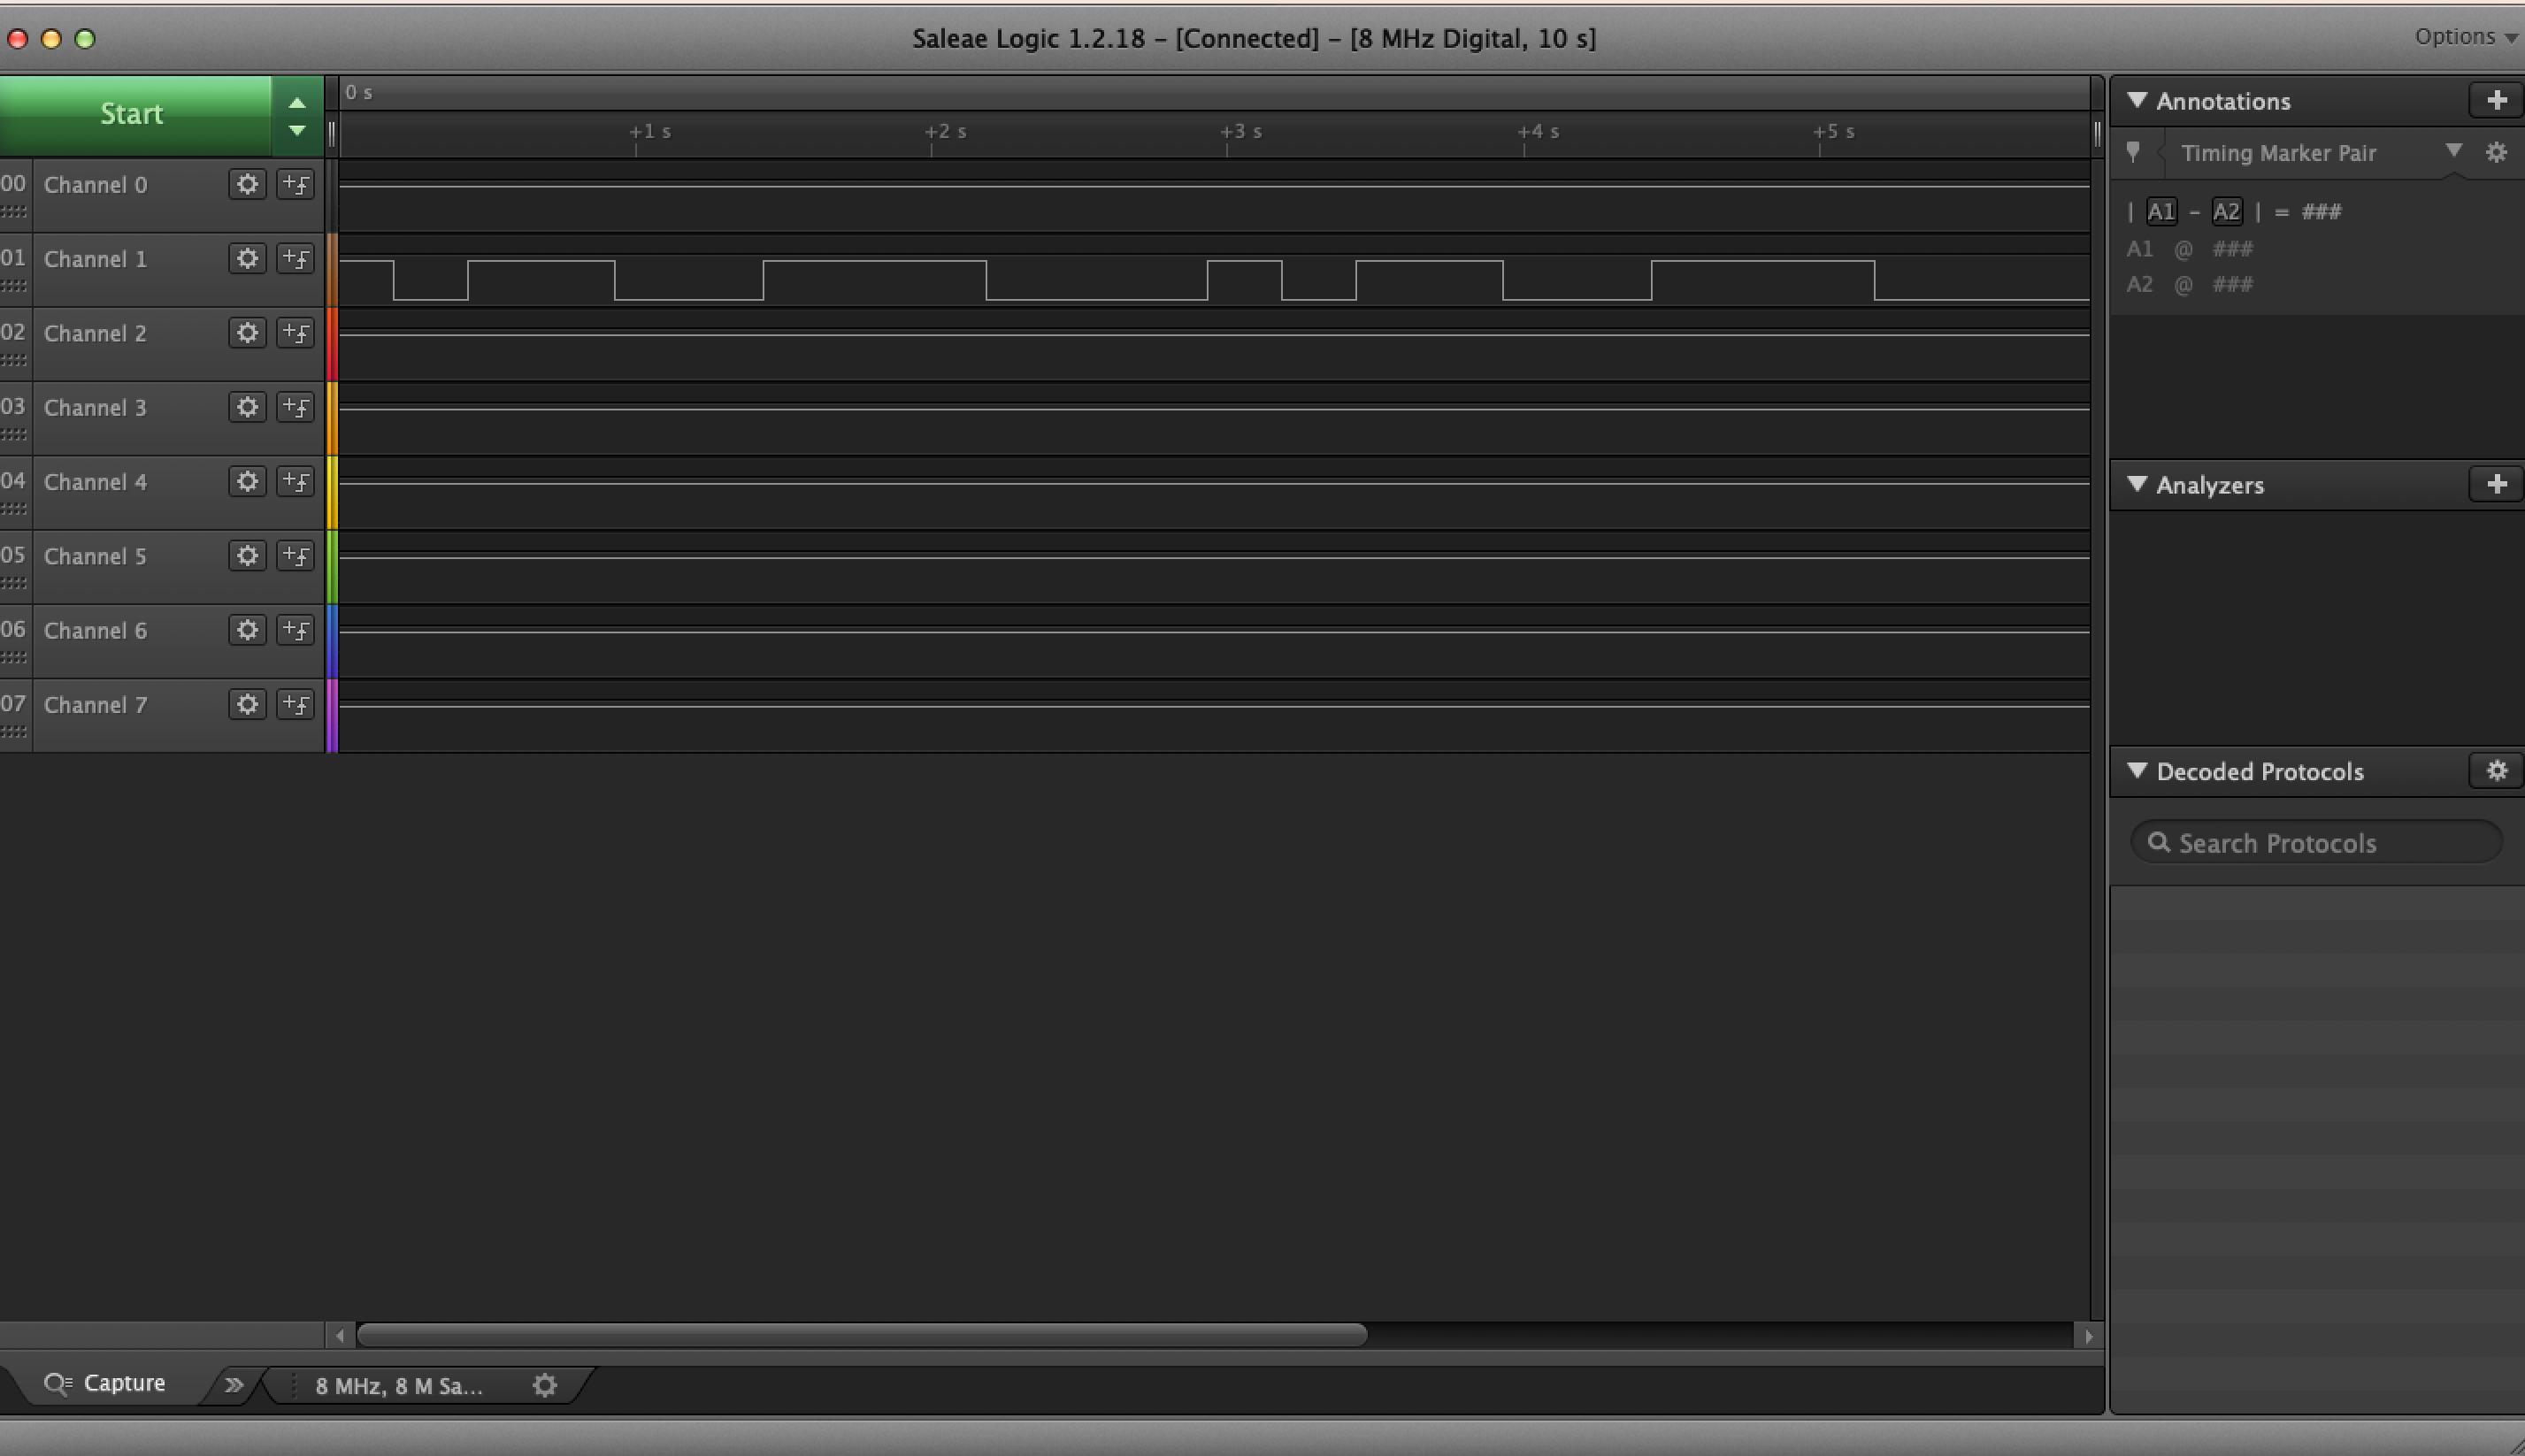 Saleae Logic 1.2.18 – [Connected] – [8 MHz Digital, 10 s]
Options
Start
0 s
+1 s +2 s +3 s +4 s +5 s
00 Channel 0
01 Channel 1
02 Channel 2
03 Channel 3
04 Channel 4
05 Channel 5
06 Channel 6
07 Channel 7
Annotations
Timing Marker Pair
| A1 - A2 | = ###
A1 @ ###
A2 @ ###
Analyzers
Decoded Protocols
Search Protocols
Capture
8 MHz, 8 M Sa...